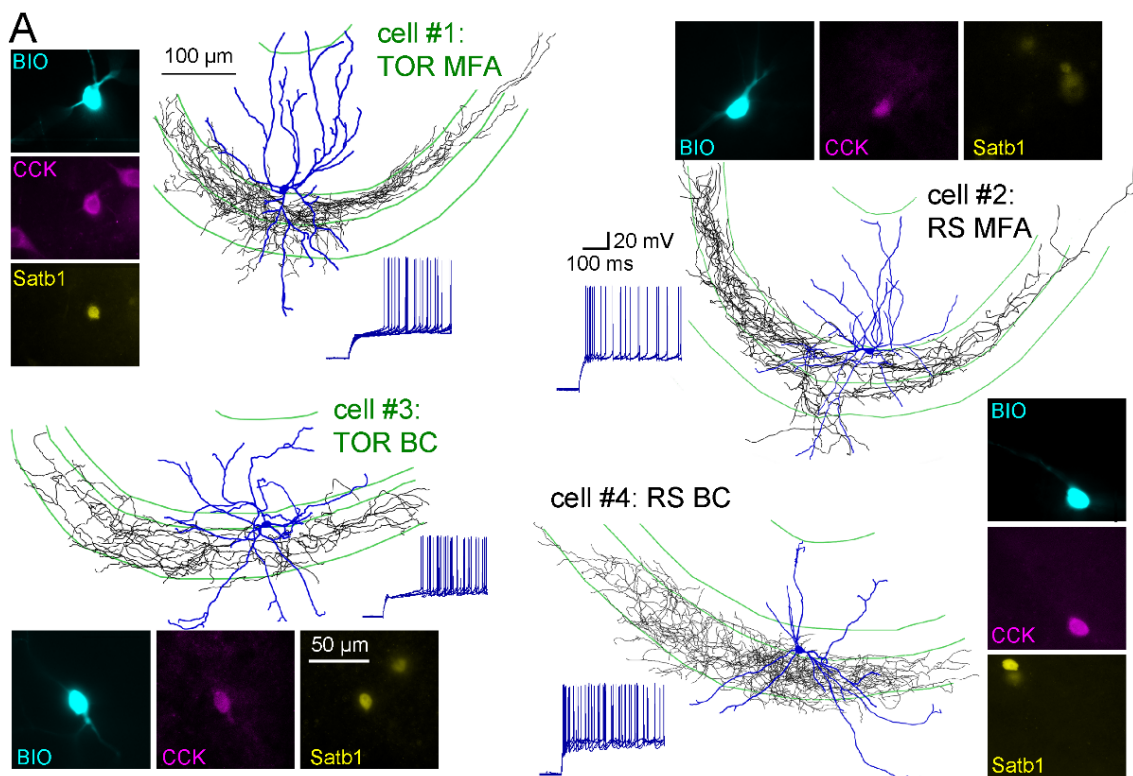 A
BIO
CCK
Satb1
100 µm
cell #1:
TOR MFA
BIO
CCK
Satb1
cell #2:
RS MFA
20 mV
100 ms
cell #3:
TOR BC
BIO
CCK
50 µm
Satb1
cell #4: RS BC
BIO
CCK
Satb1